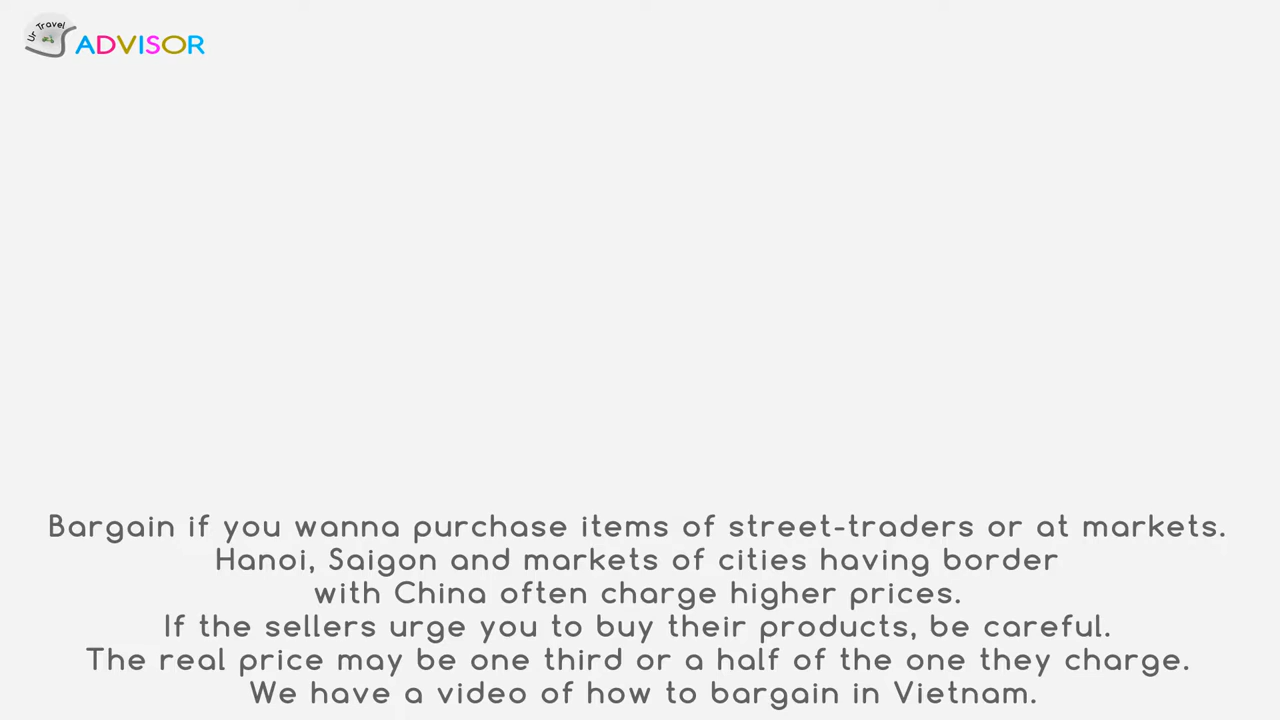 Ur Travel
ADVISOR
Bargain if you wanna purchase items of street-traders or at markets.
Hanoi, Saigon and markets of cities having border
with China often charge higher prices.
If the sellers urge you to buy their products, be careful.
The real price may be one third or a half of the one they charge.
We have a video of how to bargain in Vietnam.